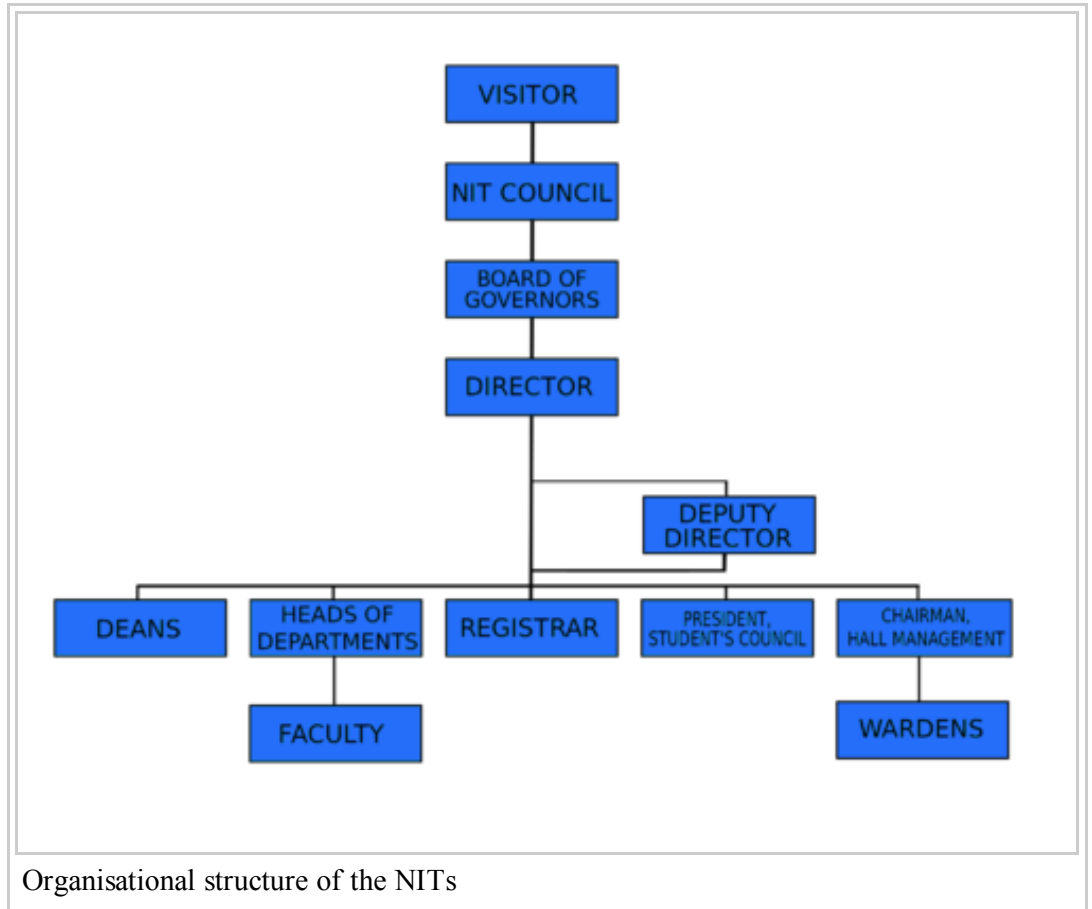 VISITOR
NIT COUNCIL
BOARD OF
GOVERNORS
DIRECTOR
DEPUTY
DIRECTOR
DEANS
HEADS OF
DEPARTMENTS
REGISTRAR
PRESIDENT,
STUDENT'S COUNCIL
CHAIRMAN,
HALL MANAGEMENT
FACULTY
WARDENS
Organisational structure of the NITs